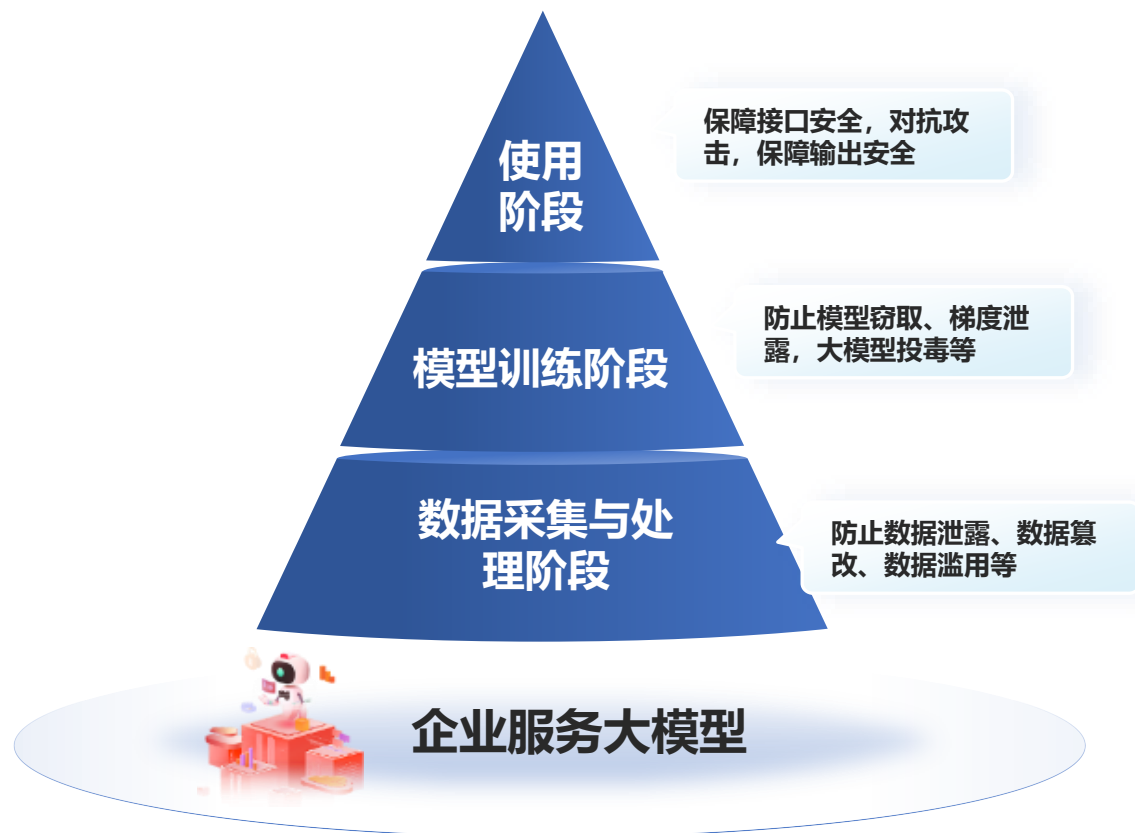 保障接口安全，对抗攻
击，保障输出安全
使用
阶段
防止模型窃取、梯度泄
露，大模型投毒等
模型训练阶段
数据采集与处
理阶段
防止数据泄露、数据篡
改、数据滥用等
企业服务大模型